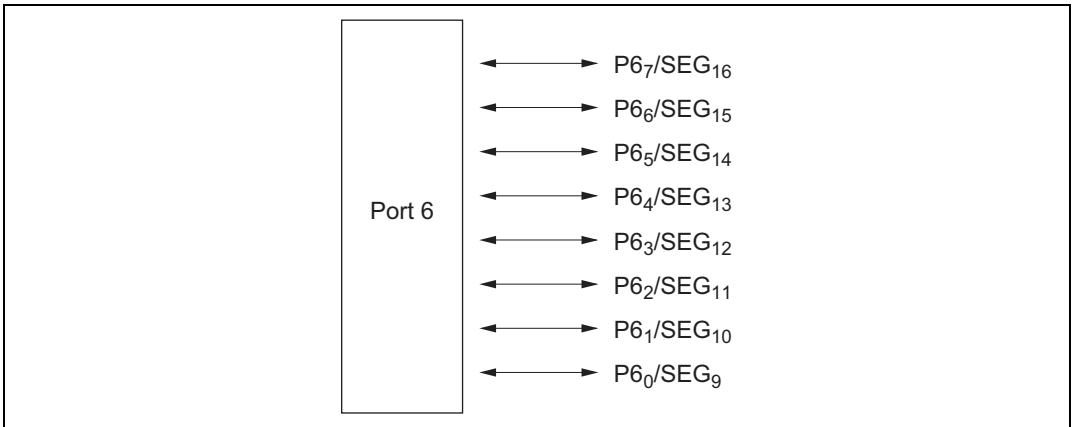 P6₇/SEG₁₆
P6₆/SEG₁₅
P6₅/SEG₁₄
P6₄/SEG₁₃
Port 6
P6₃/SEG₁₂
P6₂/SEG₁₁
P6₁/SEG₁₀
P6₀/SEG₉